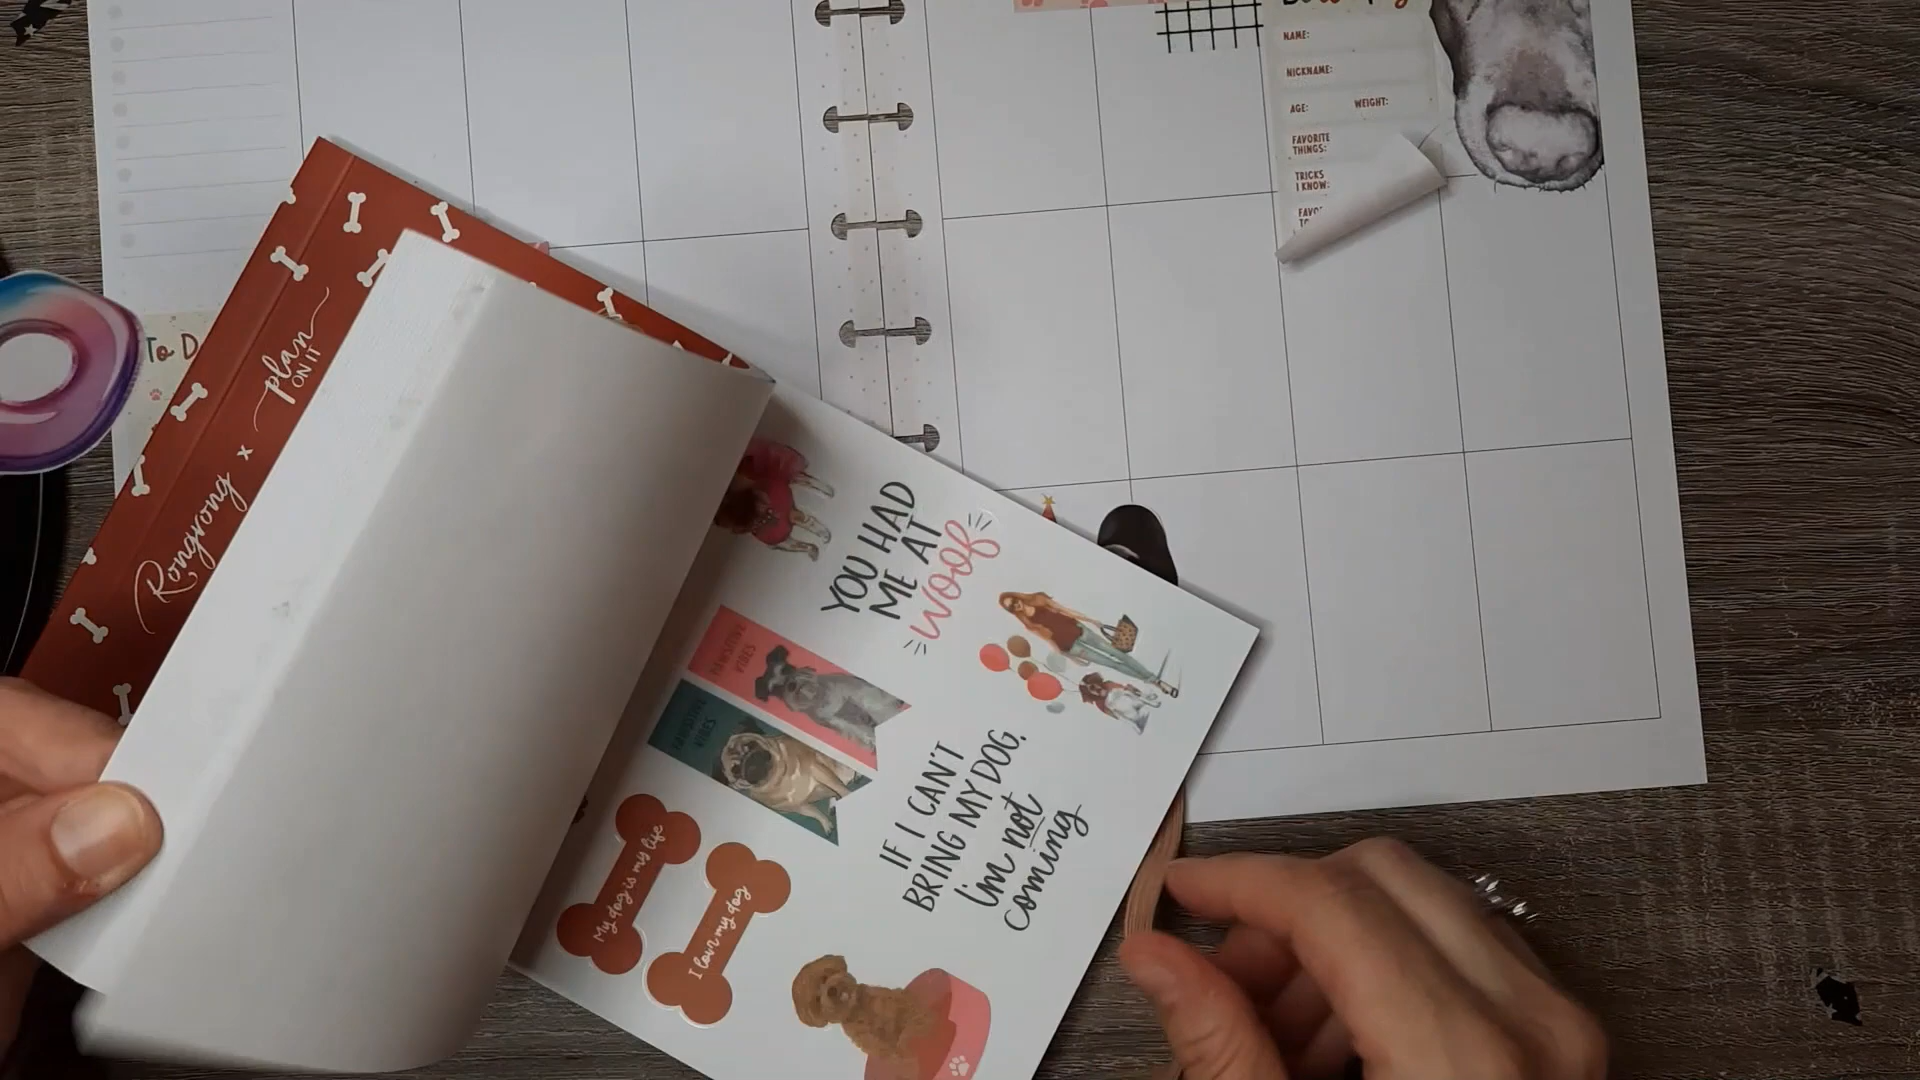 NAME:
NICKNAME:
AGE: WEIGHT:
FAVORITE
THINGS:
TRICKS
I KNOW:
To D
Rongrong x plan
ON IT
YOU HAD
ME AT
woof
PAWSITIVE
VIBES
PAWSITIVE
VIBES
IF I CAN'T
BRING MY DOG.
I'm not
coming
My dog is my life
I love my dog